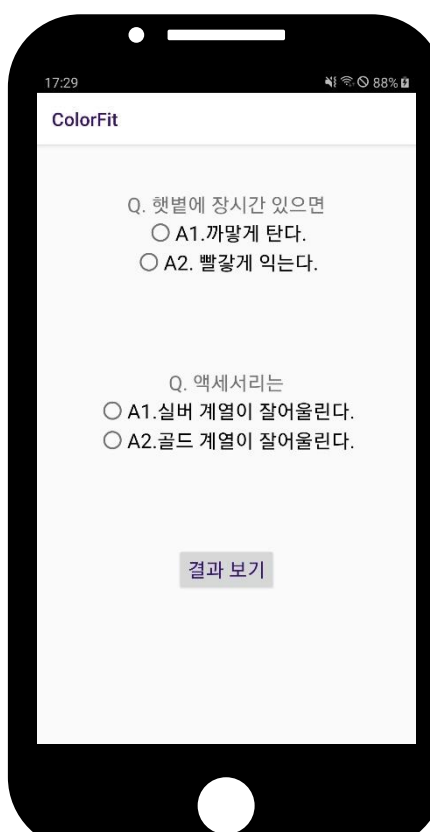 17:29 88%
ColorFit
Q. 햇볕에 장시간 있으면
A1.까맣게 탄다.
A2. 빨갛게 익는다.
Q. 액세서리는
A1.실버 계열이 잘어울린다.
A2.골드 계열이 잘어울린다.
결과 보기